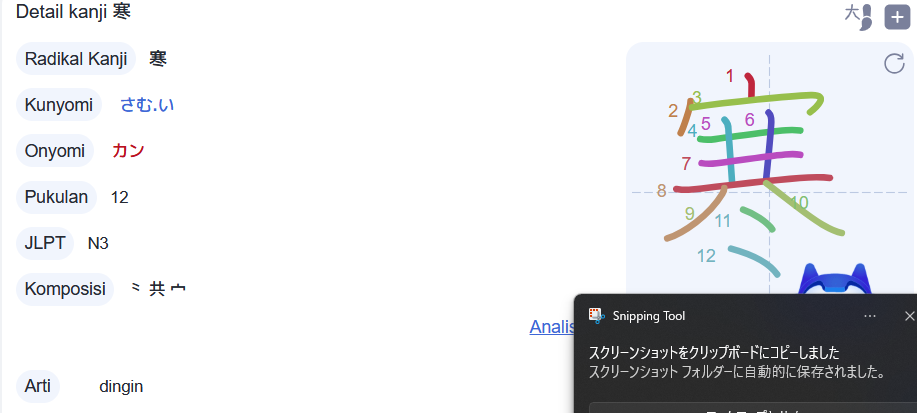 Detail kanji 寒
大
Radikal Kanji 寒
Kunyomi さむ.い
Onyomi カン
Pukulan 12
JLPT N3
Komposisi ⺀ 共 宀
1
2
3
4
5
6
7
8
9
10
11
12
Analis
Arti dingin
Snipping Tool
スクリーンショットをクリップボードにコピーしました
スクリーンショット フォルダーに自動的に保存されました。